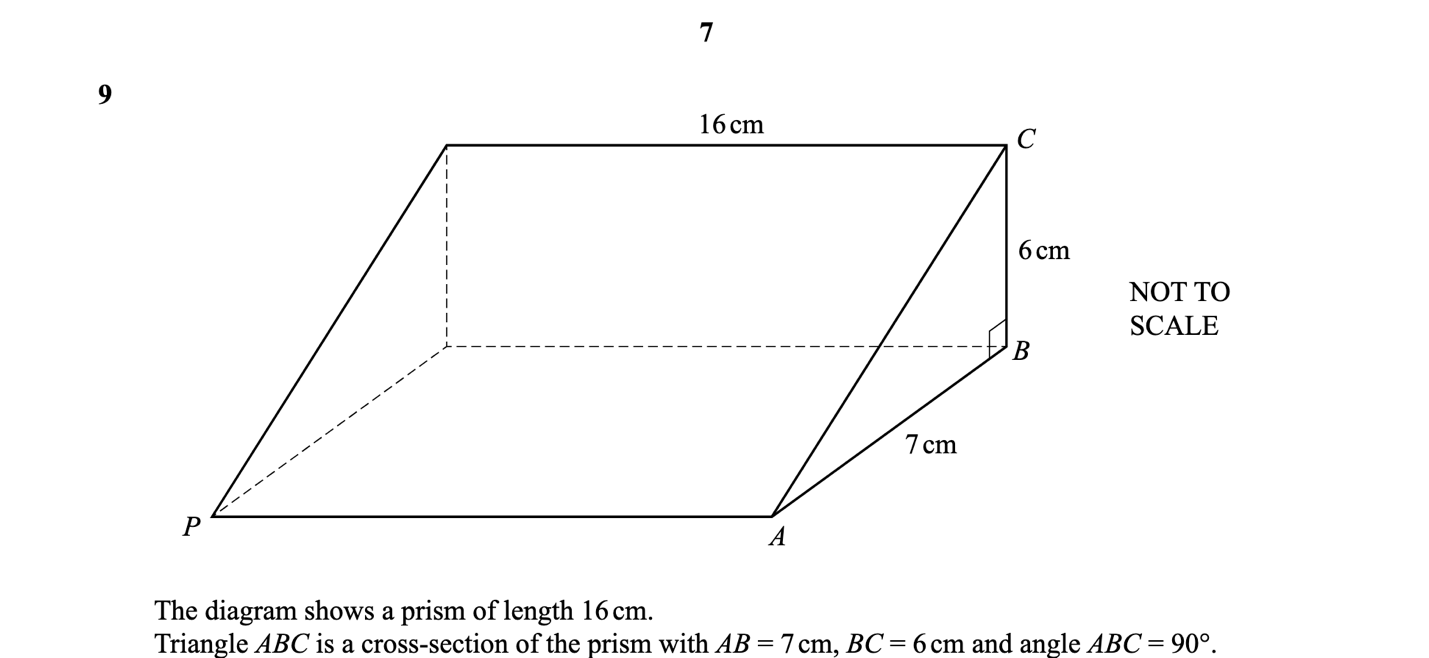 7
9
16 cm
C
6 cm
NOT TO
SCALE
B
7 cm
P
A
The diagram shows a prism of length 16 cm.
Triangle ABC is a cross-section of the prism with AB = 7 cm, BC = 6 cm and angle ABC = 90°.